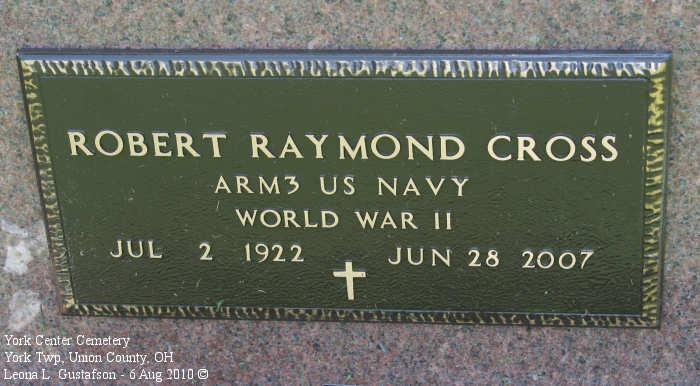 ROBERT RAYMOND CROSS
ARM3 US NAVY
WORLD WAR II
JUL 2 1922 JUN 28 2007
York Center Cemetery
York Twp, Union County, OH
Leona L. Gustafson - 6 Aug 2010 ©